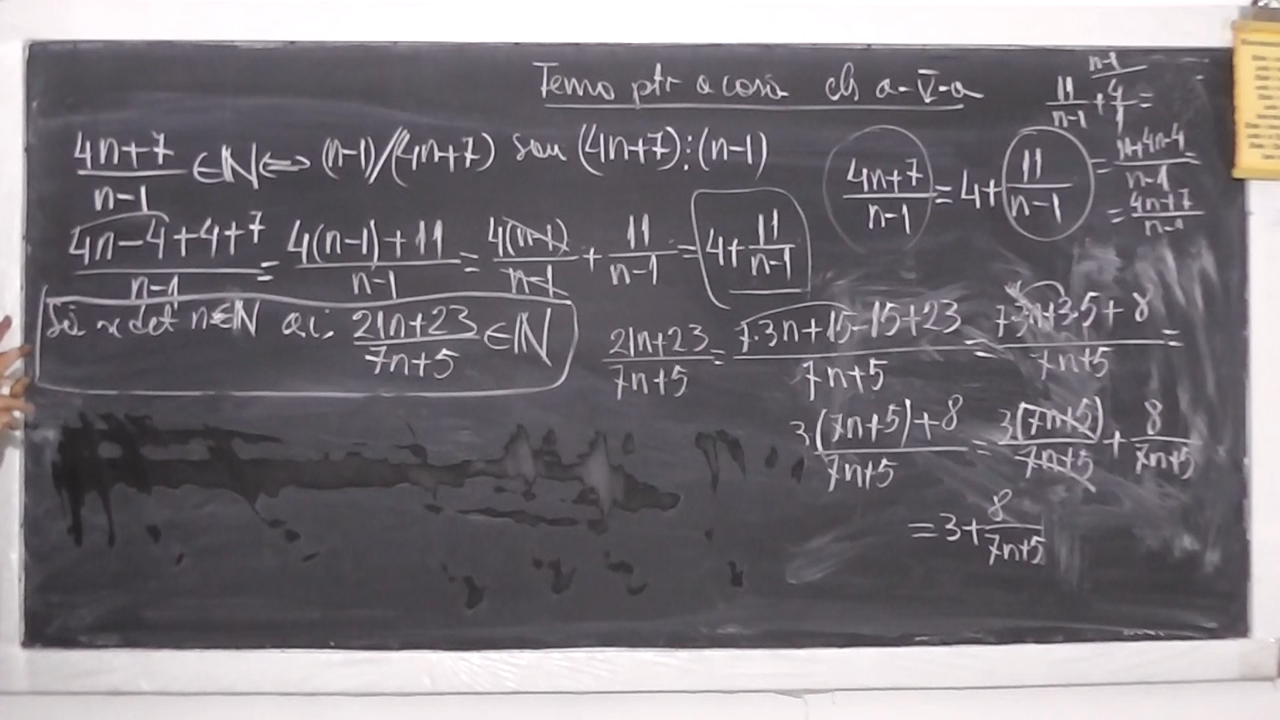 Tema ptr acasă cls a-V-a
(4n+7)/(n-1) ∈ ℕ ⇔ (n-1)/(4n+7) sau (4n+7):(n-1)
(4n-4+4+7)/(n-1) = (4(n-1)+11)/(n-1) = 4(n-1)/(n-1) + 11/(n-1) = 4+11/(n-1)
(4n+7)/(n-1) = 4+11/(n-1)
n-1
11/(n-1) + 4/1 =
= (11+4n-4)/(n-1)
= (4n+7)/(n-1)
Să se det n∈ℕ a.i. (21n+23)/(7n+5) ∈ ℕ
(21n+23)/(7n+5) = (7·3n+15-15+23)/(7n+5) = (7·3n+3·5+8)/(7n+5) =
(3(7n+5)+8)/(7n+5) = 3(7n+5)/(7n+5) + 8/(7n+5)
= 3+8/(7n+5)